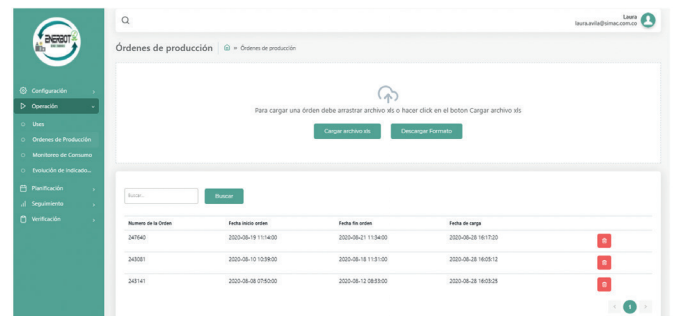 Laura
laura.avila@simac.com.co
ENERBOT
Órdenes de producción
» Órdenes de producción
Configuración
Operación
Usos
Órdenes de Producción
Monitoreo de Consumo
Evolución de Indicado...
Planificación
Seguimiento
Verificación
Para cargar una órden debe arrastrar archivo xls o hacer click en el boton Cargar archivo xls
Cargar archivo xls
Descargar Formato
Buscar...
Buscar
Numero de la Orden Fecha inicio orden Fecha fin orden Fecha de carga
247640 2020-08-19 11:14:00 2020-08-21 11:34:00 2020-08-28 16:17:20
243081 2020-08-10 10:39:00 2020-08-18 11:31:00 2020-08-28 16:05:12
243141 2020-08-08 07:50:00 2020-08-12 08:53:00 2020-08-28 16:03:25
1